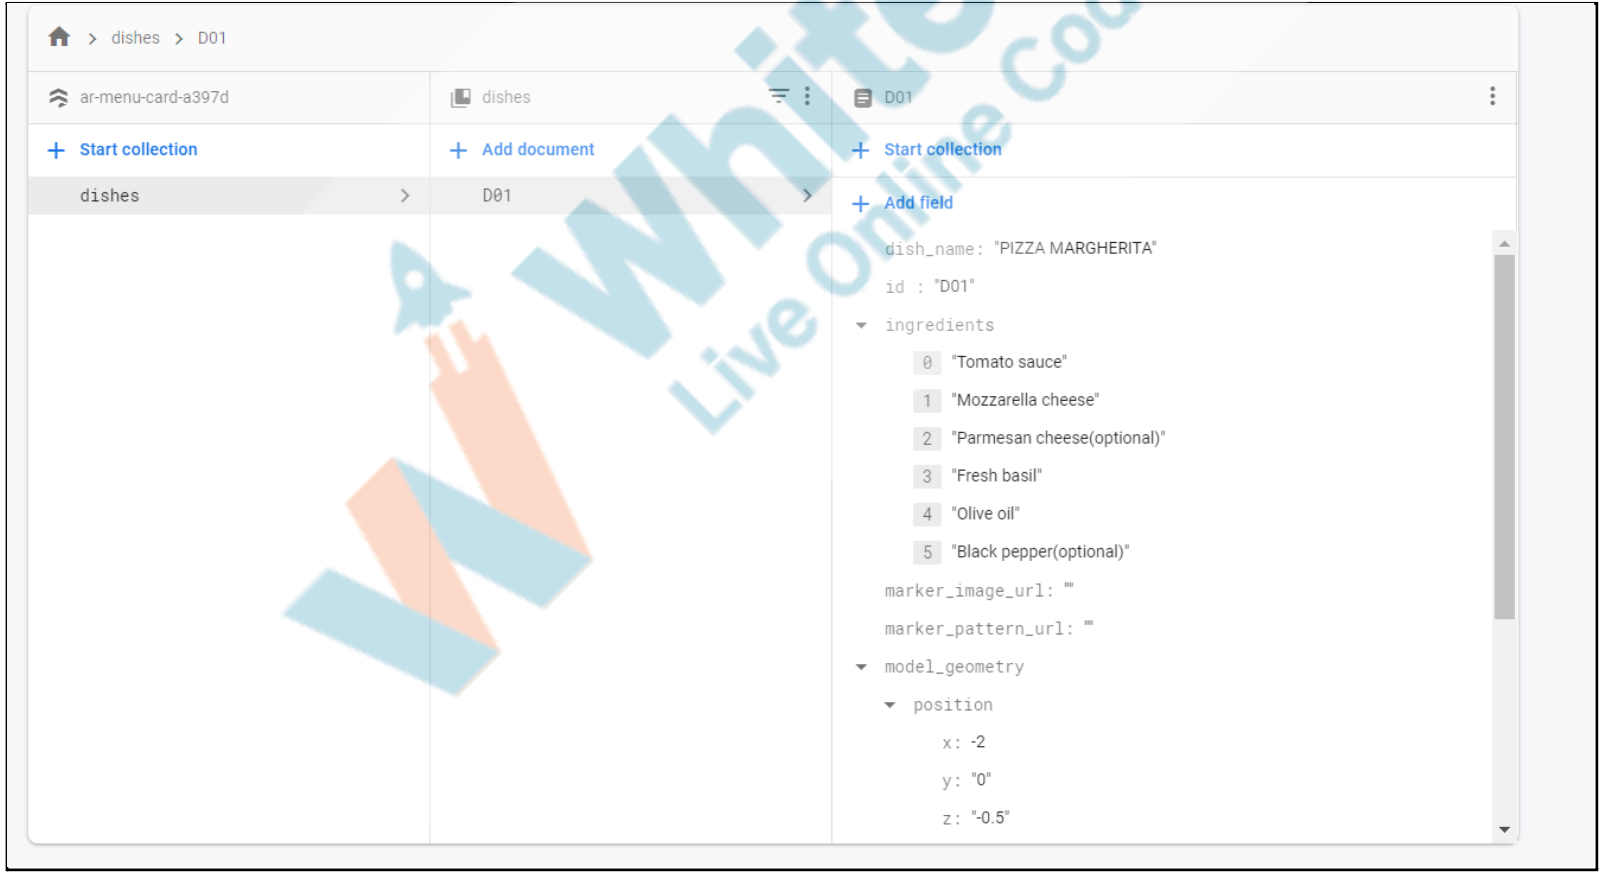 dishes > D01
ar-menu-card-a397d
dishes
D01
Start collection
Add document
Start collection
dishes
D01
Add field
dish_name: "PIZZA MARGHERITA"
id : "D01"
ingredients
0 "Tomato sauce"
1 "Mozzarella cheese"
2 "Parmesan cheese(optional)"
3 "Fresh basil"
4 "Olive oil"
5 "Black pepper(optional)"
marker_image_url: ""
marker_pattern_url: ""
model_geometry
position
x: -2
y: "0"
z: "-0.5"
White
Live Online Cod